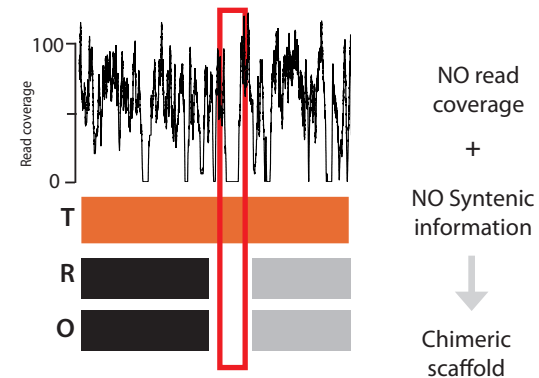 100
Read coverage
0
T
R
O
NO read
coverage
+
NO Syntenic
information
Chimeric
scaffold